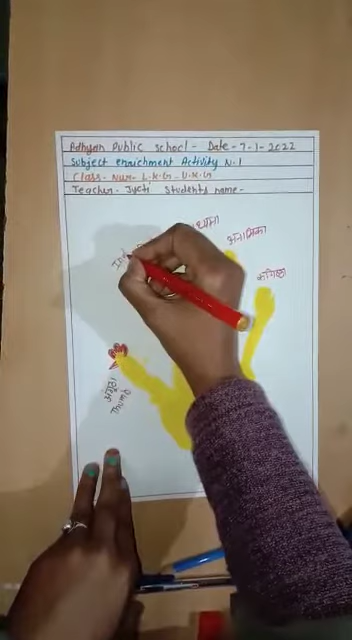 Adhyan Public school - Date - 7-1-2022
Subject enrichment Activity N.1
Class - Nur - L.K.G - U.K.G
Teacher - Jyoti Students name -
अनामिका
कनिष्ठा
अंगूठा
Thumb